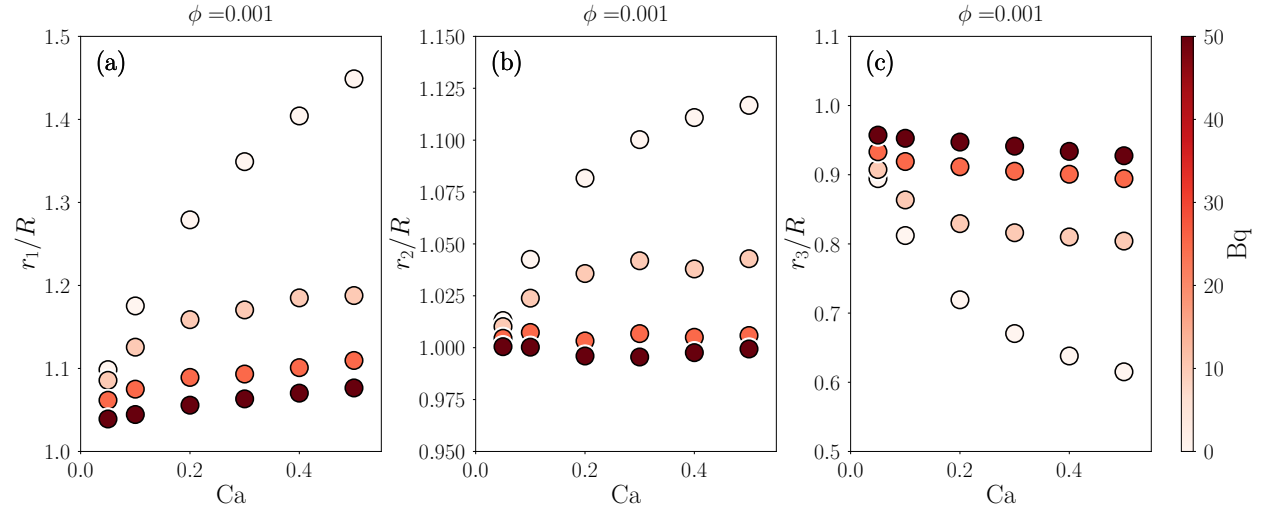 ϕ =0.001
ϕ =0.001
ϕ =0.001
(a)
(b)
(c)
1.5
1.4
1.3
1.2
1.1
1.0
r₁/R
0.0
0.2
0.4
Ca
1.150
1.125
1.100
1.075
1.050
1.025
1.000
0.975
0.950
r₂/R
0.0
0.2
0.4
Ca
1.1
1.0
0.9
0.8
0.7
0.6
0.5
r₃/R
0.0
0.2
0.4
Ca
50
40
30
20
10
0
Bq